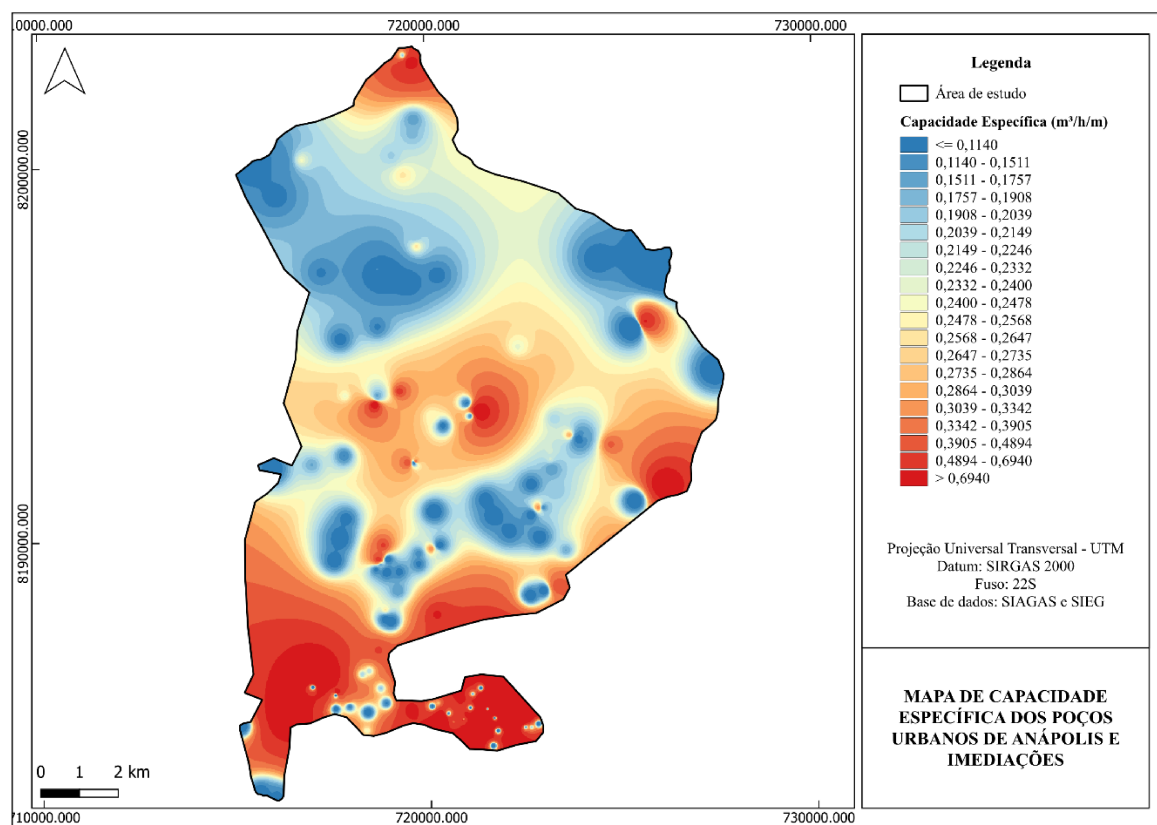 10000.000
720000.000
730000.000
8200000.000
8190000.000
0 1 2 km
710000.000
720000.000
730000.000
Legenda
Área de estudo
Capacidade Específica (m³/h/m)
<= 0,1140
0,1140 - 0,1511
0,1511 - 0,1757
0,1757 - 0,1908
0,1908 - 0,2039
0,2039 - 0,2149
0,2149 - 0,2246
0,2246 - 0,2332
0,2332 - 0,2400
0,2400 - 0,2478
0,2478 - 0,2568
0,2568 - 0,2647
0,2647 - 0,2735
0,2735 - 0,2864
0,2864 - 0,3039
0,3039 - 0,3342
0,3342 - 0,3905
0,3905 - 0,4894
0,4894 - 0,6940
> 0,6940
Projeção Universal Transversal - UTM
Datum: SIRGAS 2000
Fuso: 22S
Base de dados: SIAGAS e SIEG
MAPA DE CAPACIDADE
ESPECÍFICA DOS POÇOS
URBANOS DE ANÁPOLIS E
IMEDIAÇÕES